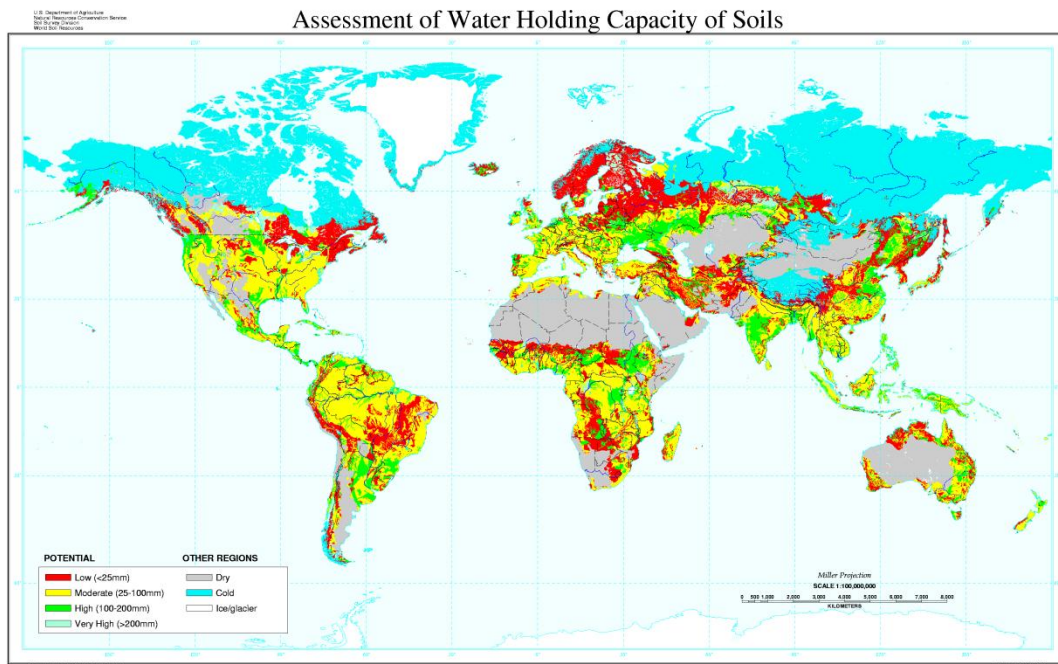 U.S. Department of Agriculture
Natural Resources Conservation Service
Soil Survey Division
World Soil Resources
Assessment of Water Holding Capacity of Soils
POTENTIAL
Low (<25mm)
Moderate (25-100mm)
High (100-200mm)
Very High (>200mm)
OTHER REGIONS
Dry
Cold
Ice/glacier
Miller Projection
SCALE 1:100,000,000
0 500 1,000 2,000 3,000 4,000 5,000 6,000 7,000 8,000
KILOMETERS